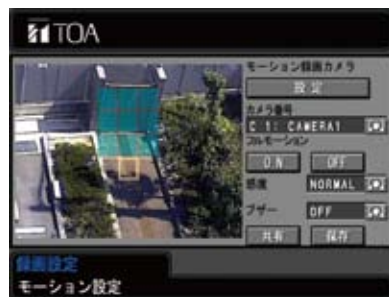 TOA
モーション録画カメラ
設定
カメラ番号
C 1: CAMERA1
フルモーション
ON OFF
感度 NORMAL
ブザー OFF
共有 保存
録画設定
モーション設定